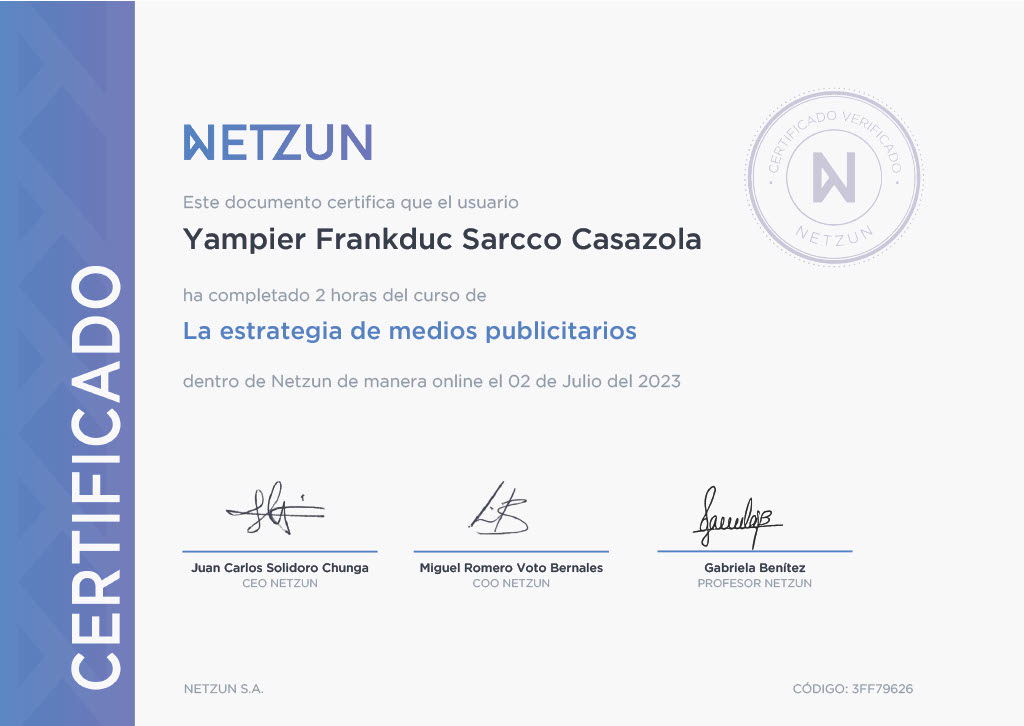 CERTIFICADO
NETZUN
CERTIFICADO VERIFICADO
N
NETZUN
Este documento certifica que el usuario
Yampier Frankduc Sarcco Casazola
ha completado 2 horas del curso de
La estrategia de medios publicitarios
dentro de Netzun de manera online el 02 de Julio del 2023
Juan Carlos Solidoro Chunga
CEO NETZUN
Miguel Romero Voto Bernales
COO NETZUN
Gabriela Benítez
PROFESOR NETZUN
NETZUN S.A.
CÓDIGO: 3FF79626